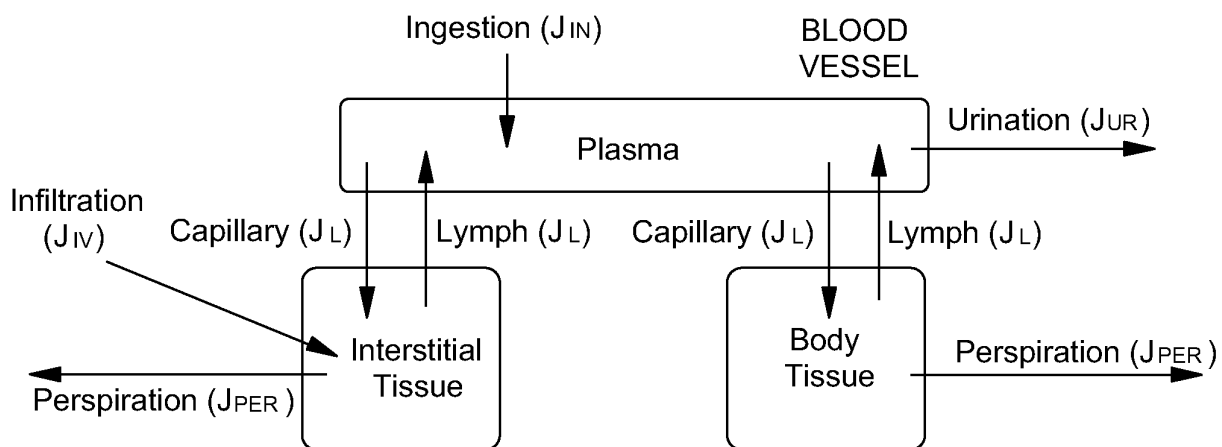 Ingestion (JIN)
BLOOD
VESSEL
Plasma
Urination (JUR)
Infiltration
(JIV)
Capillary (JL)
Lymph (JL)
Capillary (JL)
Lymph (JL)
Interstitial
Tissue
Body
Tissue
Perspiration (JPER)
Perspiration (JPER)